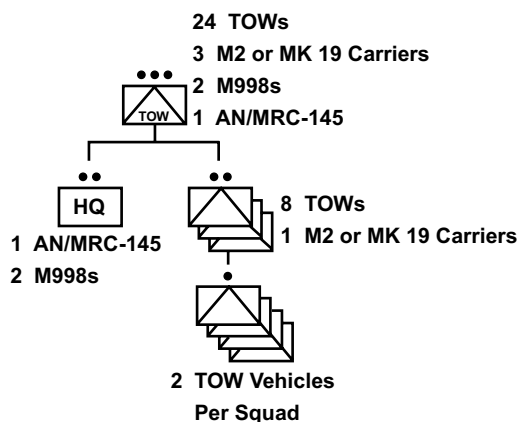 24 TOWs
3 M2 or MK 19 Carriers
2 M998s
1 AN/MRC-145
TOW
HQ
1 AN/MRC-145
2 M998s
8 TOWs
1 M2 or MK 19 Carriers
2 TOW Vehicles
Per Squad